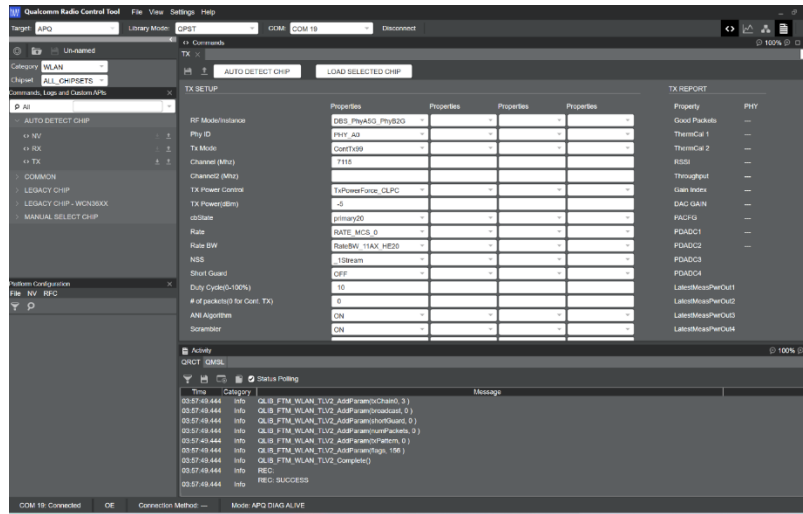 Qualcomm Radio Control Tool File View Settings Help
Target: APQ Library Mode: QPST COM: COM 19 Disconnect
Commands
100%
TX
Un-named
AUTO DETECT CHIP LOAD SELECTED CHIP
Category WLAN
Chipset ALL_CHIPSETS
Commands, Logs and Custom APIs
All
AUTO DETECT CHIP
NV
RX
TX
COMMON
LEGACY CHIP
LEGACY CHIP - WCN36XX
MANUAL SELECT CHIP
Platform Configuration
File NV RFC
TX SETUP
Properties Properties Properties Properties
RF Mode/Instance DBS_PhyA5G_PhyB2G
Phy ID PHY_A0
Tx Mode ContTx99
Channel (Mhz) 7115
Channel2 (Mhz)
TX Power Control TxPowerForce_CLPC
TX Power(dBm) -5
cbState primary20
Rate RATE_MCS_0
Rate BW RateBW_11AX_HE20
NSS _1Stream
Short Guard OFF
Duty Cycle(0-100%) 10
# of packets(0 for Cont. TX) 0
ANI Algorithm ON
Scrambler ON
TX REPORT
Property PHY
Good Packets ---
ThermCal 1 ---
ThermCal 2 ---
RSSI ---
Throughput ---
Gain Index ---
DAC GAIN ---
PACFG ---
PDADC1 ---
PDADC2 ---
PDADC3
PDADC4
LatestMeasPwrOut1
LatestMeasPwrOut2
LatestMeasPwrOut3
LatestMeasPwrOut4
Activity
100%
QRCT QMSL
Status Polling
Time Category Message
03:57:49.444 Info QLIB_FTM_WLAN_TLV2_AddParam(txChain0, 3 )
03:57:49.444 Info QLIB_FTM_WLAN_TLV2_AddParam(broadcast, 0 )
03:57:49.444 Info QLIB_FTM_WLAN_TLV2_AddParam(shortGuard, 0 )
03:57:49.444 Info QLIB_FTM_WLAN_TLV2_AddParam(numPackets, 0 )
03:57:49.444 Info QLIB_FTM_WLAN_TLV2_AddParam(txPattern, 0 )
03:57:49.444 Info QLIB_FTM_WLAN_TLV2_AddParam(flags, 156 )
03:57:49.444 Info QLIB_FTM_WLAN_TLV2_Complete()
03:57:49.444 Info REC:
03:57:49.444 Info REC: SUCCESS
COM 19: Connected OE Connection Method: --- Mode: APQ DIAG ALIVE